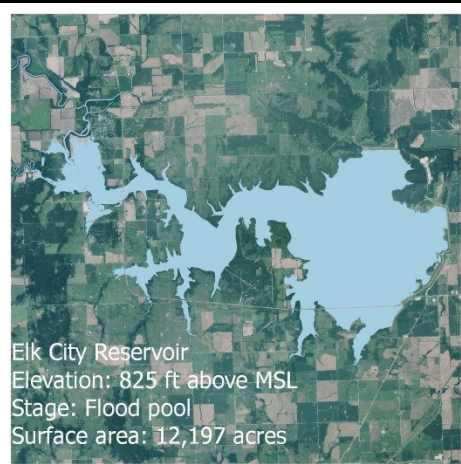 Elk City Reservoir
Elevation: 825 ft above MSL
Stage: Flood pool
Surface area: 12,197 acres